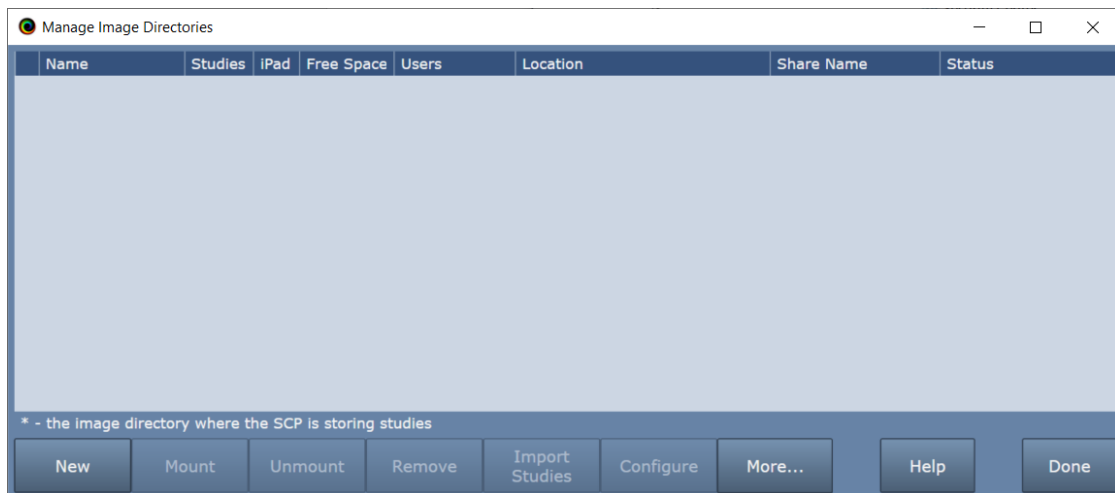 Manage Image Directories
Name Studies iPad Free Space Users Location Share Name Status
* - the image directory where the SCP is storing studies
New Mount Unmount Remove Import Studies Configure More... Help Done